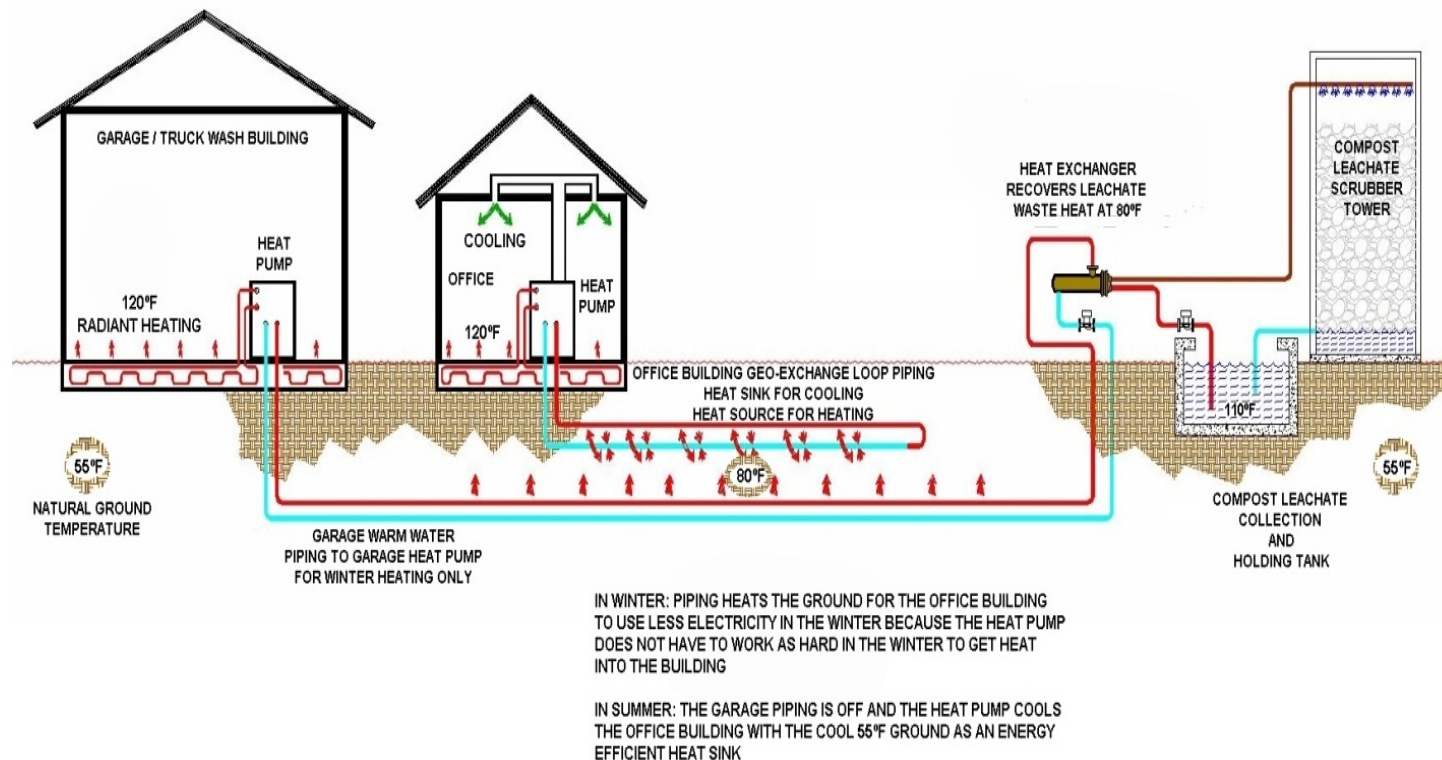 GARAGE / TRUCK WASH BUILDING
HEAT
PUMP
120ºF
RADIANT HEATING
COOLING
OFFICE
HEAT
PUMP
120ºF
HEAT EXCHANGER
RECOVERS LEACHATE
WASTE HEAT AT 80ºF
COMPOST
LEACHATE
SCRUBBER
TOWER
OFFICE BUILDING GEO-EXCHANGE LOOP PIPING
HEAT SINK FOR COOLING
HEAT SOURCE FOR HEATING
110ºF
55ºF
NATURAL GROUND
TEMPERATURE
80ºF
55ºF
GARAGE WARM WATER
PIPING TO GARAGE HEAT PUMP
FOR WINTER HEATING ONLY
COMPOST LEACHATE
COLLECTION
AND
HOLDING TANK
IN WINTER: PIPING HEATS THE GROUND FOR THE OFFICE BUILDING
TO USE LESS ELECTRICITY IN THE WINTER BECAUSE THE HEAT PUMP
DOES NOT HAVE TO WORK AS HARD IN THE WINTER TO GET HEAT
INTO THE BUILDING
IN SUMMER: THE GARAGE PIPING IS OFF AND THE HEAT PUMP COOLS
THE OFFICE BUILDING WITH THE COOL 55ºF GROUND AS AN ENERGY
EFFICIENT HEAT SINK